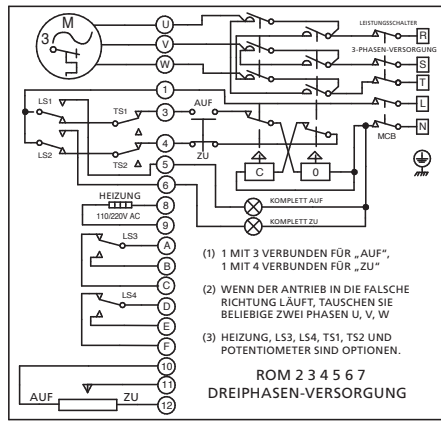 M
3
U
V
W
1
3
4
5
6
8
9
A
B
C
D
E
F
10
11
12
LS1
LS2
TS1
TS2
AUF
ZU
HEIZUNG
110/220V AC
LS3
LS4
AUF
ZU
C
0
KOMPLETT AUF
KOMPLETT ZU
LEISTUNGSSCHALTER
3-PHASEN-VERSORGUNG
R
S
T
L
N
MCB
(1) 1 MIT 3 VERBUNDEN FÜR „AUF“,
1 MIT 4 VERBUNDEN FÜR „ZU“
(2) WENN DER ANTRIEB IN DIE FALSCHE
RICHTUNG LÄUFT, TAUSCHEN SIE
BELIEBIGE ZWEI PHASEN U, V, W
(3) HEIZUNG, LS3, LS4, TS1, TS2 UND
POTENTIOMETER SIND OPTIONEN.
ROM 2 3 4 5 6 7
DREIPHASEN-VERSORGUNG